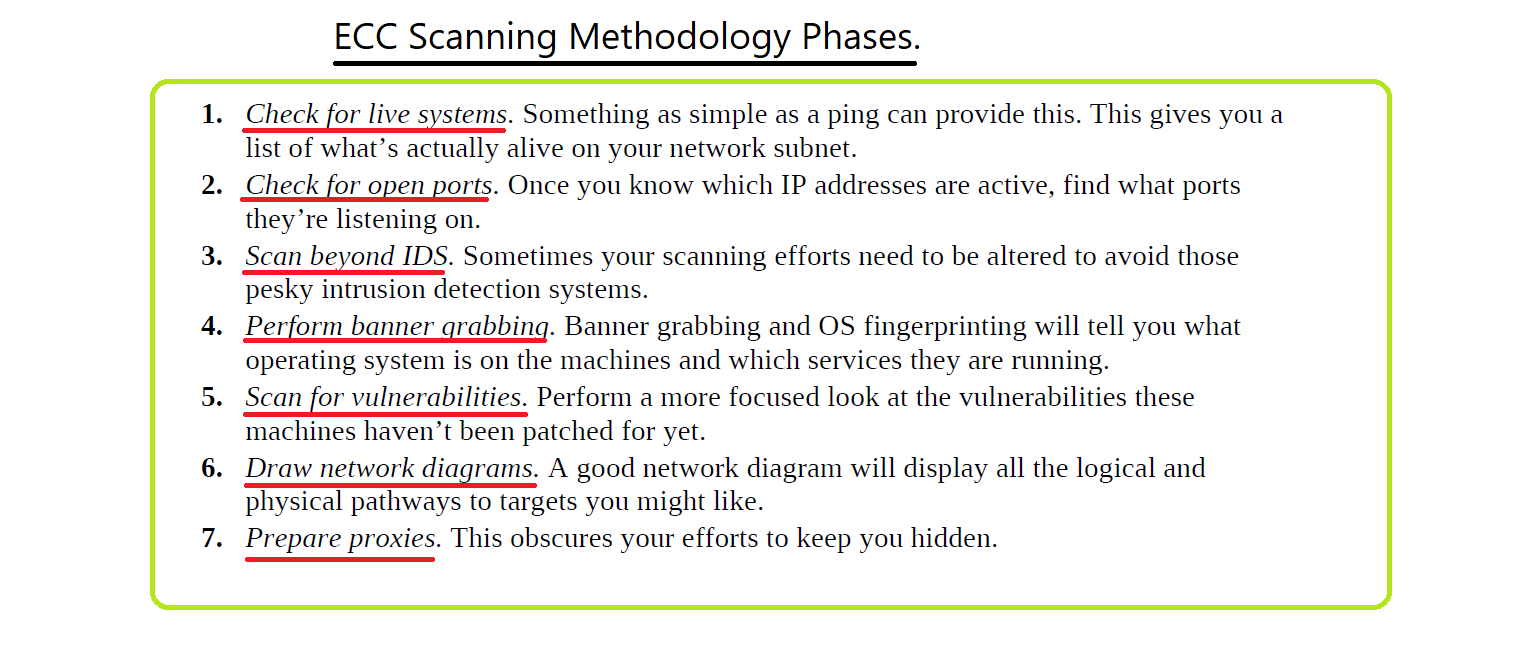 ECC Scanning Methodology Phases.
1. Check for live systems. Something as simple as a ping can provide this. This gives you a
list of what’s actually alive on your network subnet.
2. Check for open ports. Once you know which IP addresses are active, find what ports
they’re listening on.
3. Scan beyond IDS. Sometimes your scanning efforts need to be altered to avoid those
pesky intrusion detection systems.
4. Perform banner grabbing. Banner grabbing and OS fingerprinting will tell you what
operating system is on the machines and which services they are running.
5. Scan for vulnerabilities. Perform a more focused look at the vulnerabilities these
machines haven’t been patched for yet.
6. Draw network diagrams. A good network diagram will display all the logical and
physical pathways to targets you might like.
7. Prepare proxies. This obscures your efforts to keep you hidden.